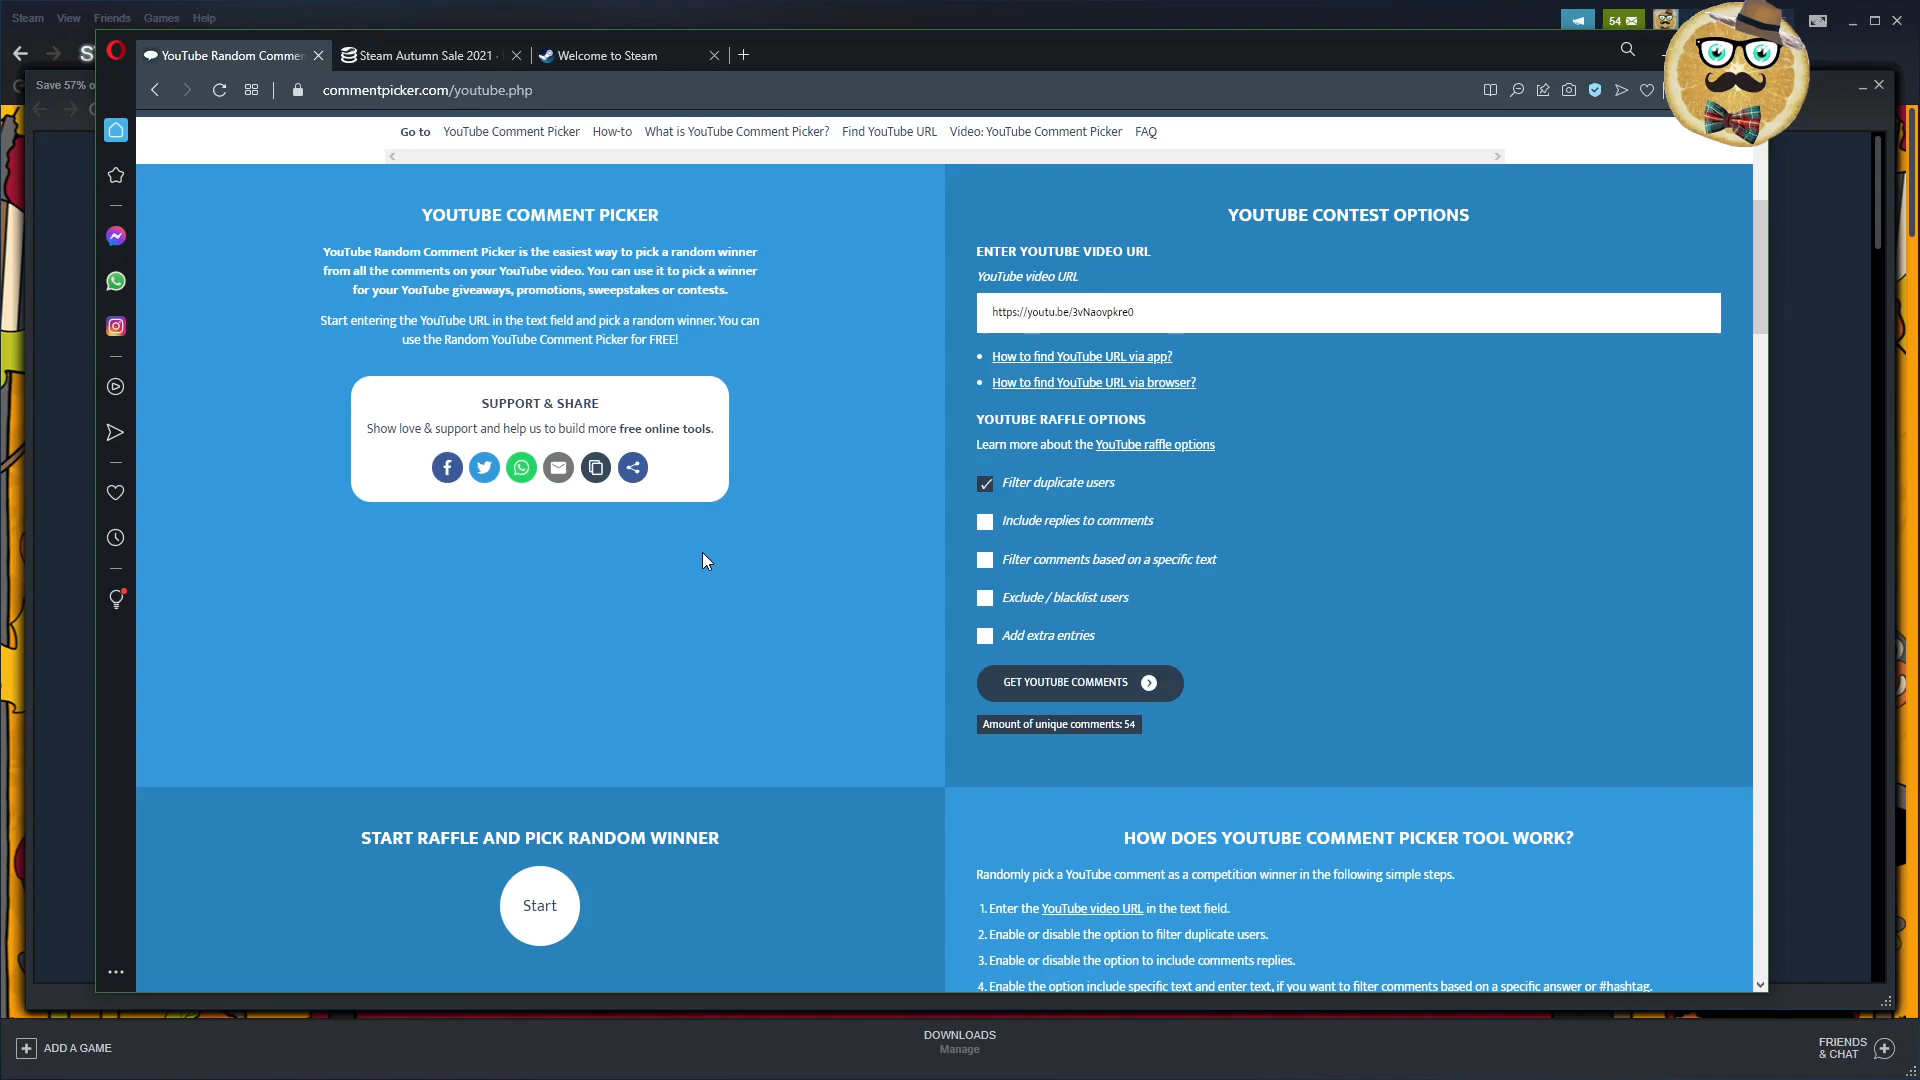 Steam View Friends Games Help
54
YouTube Random Commen
Steam Autumn Sale 2021 -
Welcome to Steam
Save 57% o
commentpicker.com/youtube.php
Go to YouTube Comment Picker How-to What is YouTube Comment Picker? Find YouTube URL Video: YouTube Comment Picker FAQ
YOUTUBE COMMENT PICKER
YouTube Random Comment Picker is the easiest way to pick a random winner
from all the comments on your YouTube video. You can use it to pick a winner
for your YouTube giveaways, promotions, sweepstakes or contests.
Start entering the YouTube URL in the text field and pick a random winner. You can
use the Random YouTube Comment Picker for FREE!
SUPPORT & SHARE
Show love & support and help us to build more free online tools.
YOUTUBE CONTEST OPTIONS
ENTER YOUTUBE VIDEO URL
YouTube video URL
https://youtu.be/3vNaovpkre0
How to find YouTube URL via app?
How to find YouTube URL via browser?
YOUTUBE RAFFLE OPTIONS
Learn more about the YouTube raffle options
Filter duplicate users
Include replies to comments
Filter comments based on a specific text
Exclude / blacklist users
Add extra entries
GET YOUTUBE COMMENTS
Amount of unique comments: 54
START RAFFLE AND PICK RANDOM WINNER
Start
HOW DOES YOUTUBE COMMENT PICKER TOOL WORK?
Randomly pick a YouTube comment as a competition winner in the following simple steps.
1. Enter the YouTube video URL in the text field.
2. Enable or disable the option to filter duplicate users.
3. Enable or disable the option to include comments replies.
4. Enable the option include specific text and enter text, if you want to filter comments based on a specific answer or #hashtag.
ADD A GAME
DOWNLOADS
Manage
FRIENDS
& CHAT